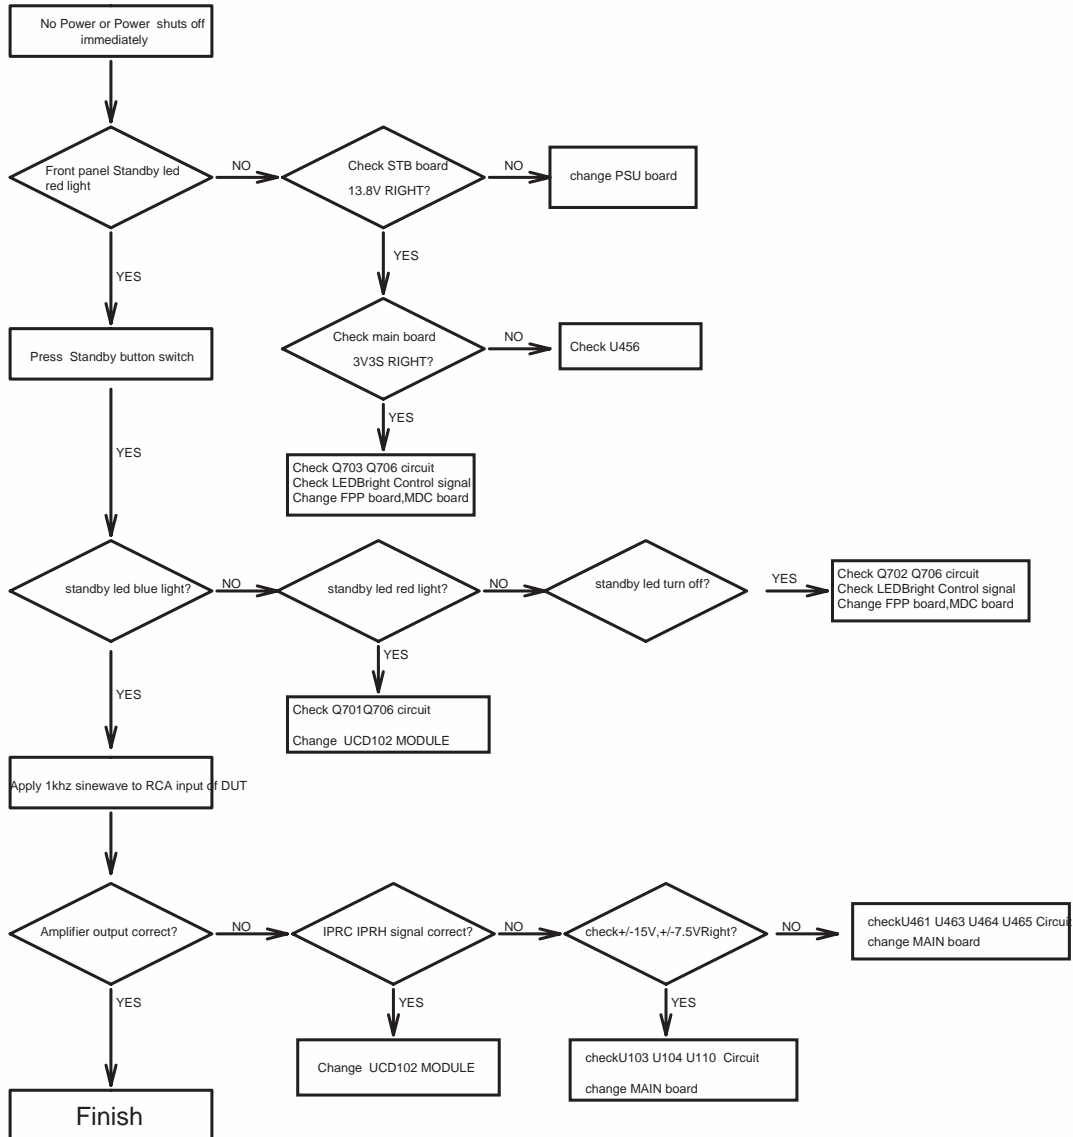 No Power or Power shuts off
immediately
Front panel Standby led
red light
NO
Check STB board
13.8V RIGHT?
NO
change PSU board
YES
YES
Press Standby button switch
Check main board
3V3S RIGHT?
NO
Check U456
YES
YES
Check Q703 Q706 circuit
Check LEDBright Control signal
Change FPP board,MDC board
standby led blue light?
NO
standby led red light?
NO
standby led turn off?
YES
Check Q702 Q706 circuit
Check LEDBright Control signal
Change FPP board,MDC board
YES
YES
Check Q701Q706 circuit
Change UCD102 MODULE
Apply 1khz sinewave to RCA input of DUT
Amplifier output correct?
NO
IPRC IPRH signal correct?
NO
check+/-15V,+/-7.5VRight?
NO
checkU461 U463 U464 U465 Circuit
change MAIN board
YES
YES
YES
Change UCD102 MODULE
checkU103 U104 U110 Circuit
change MAIN board
Finish